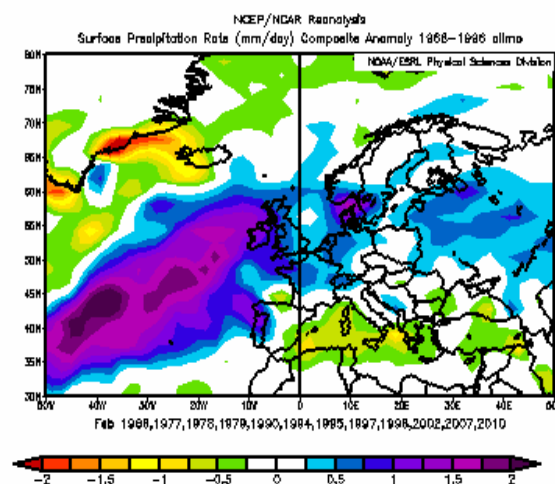 NCEP/NCAR Reanalysis
Surface Precipitation Rate (mm/day) Composite Anomaly 1968-1996 climo
NOAA/ESRL Physical Sciences Division
80N
75N
70N
65N
60N
55N
50N
45N
40N
35N
30N
50W 40W 30W 20W 10W 0 10E 20E 30E 40E 50E
Feb 1966,1977,1978,1979,1990,1994,1995,1997,1998,2002,2007,2010
-2 -1.5 -1 -0.5 0 0.5 1 1.5 2